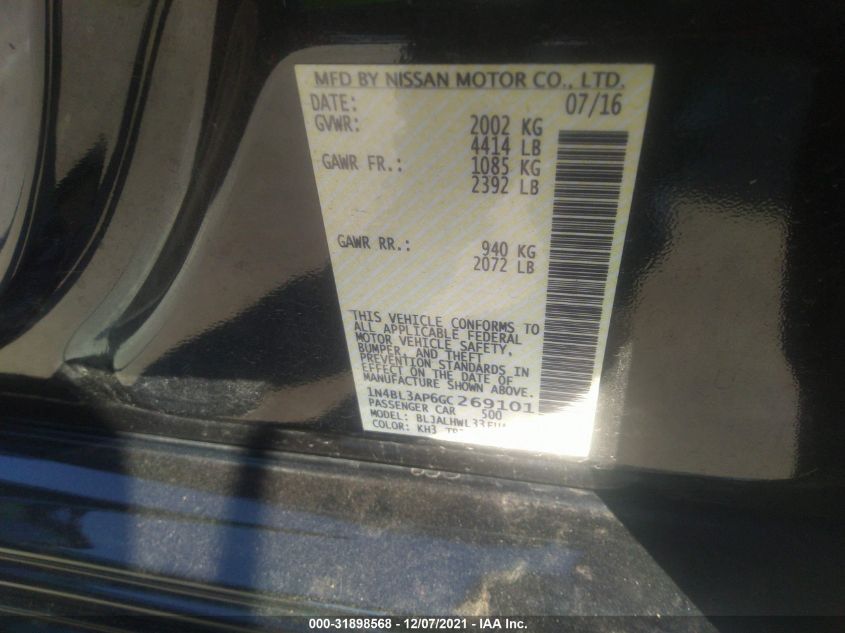 MFD BY NISSAN MOTOR CO., LTD.
DATE: 07/16
GVWR: 2002 KG
4414 LB
GAWR FR.: 1085 KG
2392 LB
GAWR RR.: 940 KG
2072 LB
THIS VEHICLE CONFORMS TO
ALL APPLICABLE FEDERAL
MOTOR VEHICLE SAFETY,
BUMPER, AND THEFT
PREVENTION STANDARDS IN
EFFECT ON THE DATE OF
MANUFACTURE SHOWN ABOVE.
1N4BL3AP6GC269101
PASSENGER CAR 500
MODEL:
COLOR: KH3
000-31898568 - 12/07/2021 - IAA Inc.